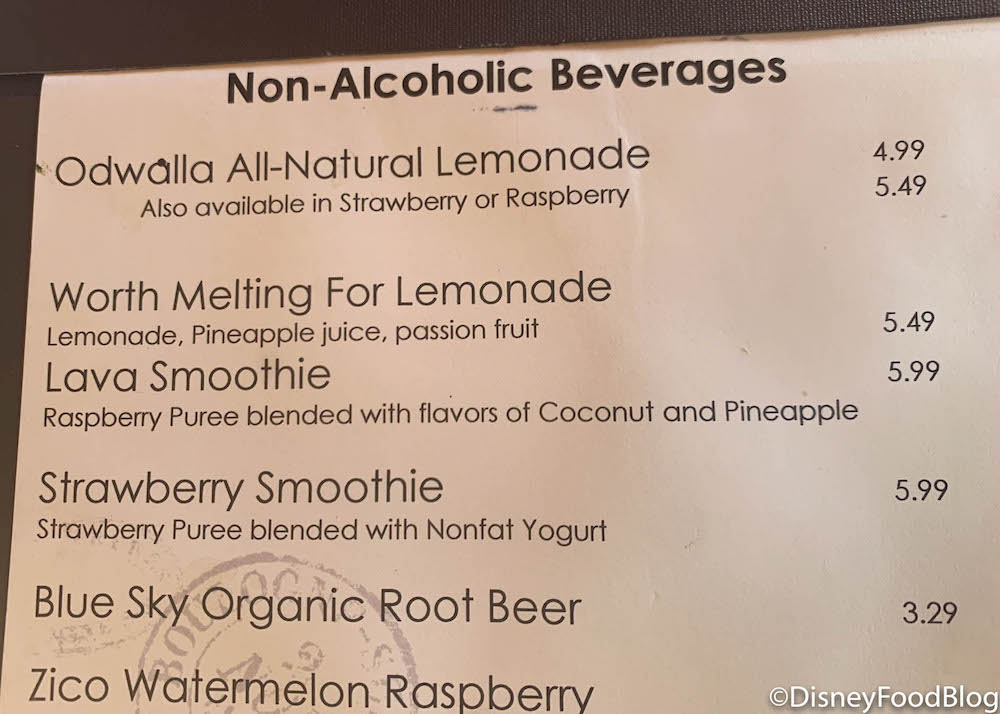 Non-Alcoholic Beverages
Odwalla All-Natural Lemonade 4.99
Also available in Strawberry or Raspberry 5.49
Worth Melting For Lemonade
Lemonade, Pineapple juice, passion fruit 5.49
Lava Smoothie 5.99
Raspberry Puree blended with flavors of Coconut and Pineapple
Strawberry Smoothie 5.99
Strawberry Puree blended with Nonfat Yogurt
Blue Sky Organic Root Beer 3.29
Zico Watermelon Raspberry
©DisneyFoodBlog